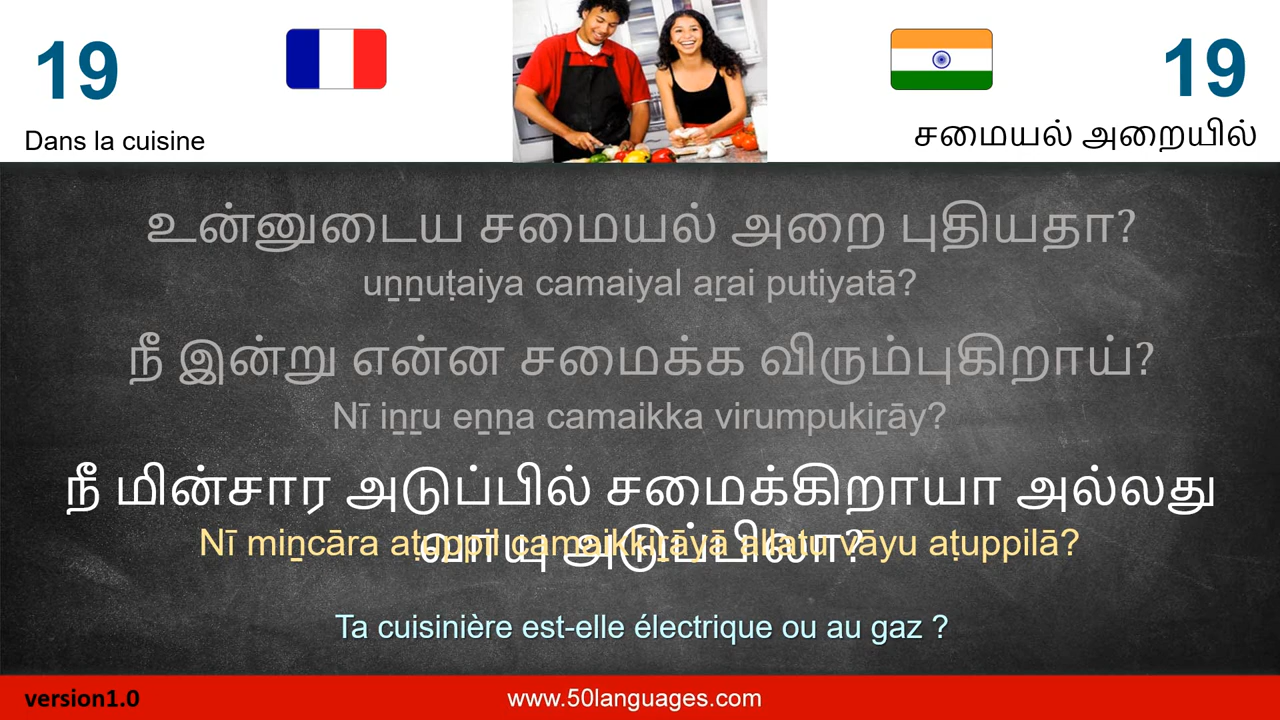 19
19
Dans la cuisine
சமையல் அறையில்
உன்னுடைய சமையல் அறை புதியதா?
uṉṉuṭaiya camaiyal aṟai putiyatā?
நீ இன்று என்ன சமைக்க விரும்புகிறாய்?
Nī iṉṟu eṉṉa camaikka virumpukiṟāy?
நீ மின்சார அடுப்பில் சமைக்கிறாயா அல்லது
வாயு அடுப்பிலா?
Nī miṉcāra aṭuppil camaikkiṟāyā allatu vāyu aṭuppilā?
Ta cuisinière est-elle électrique ou au gaz ?
version1.0
www.50languages.com